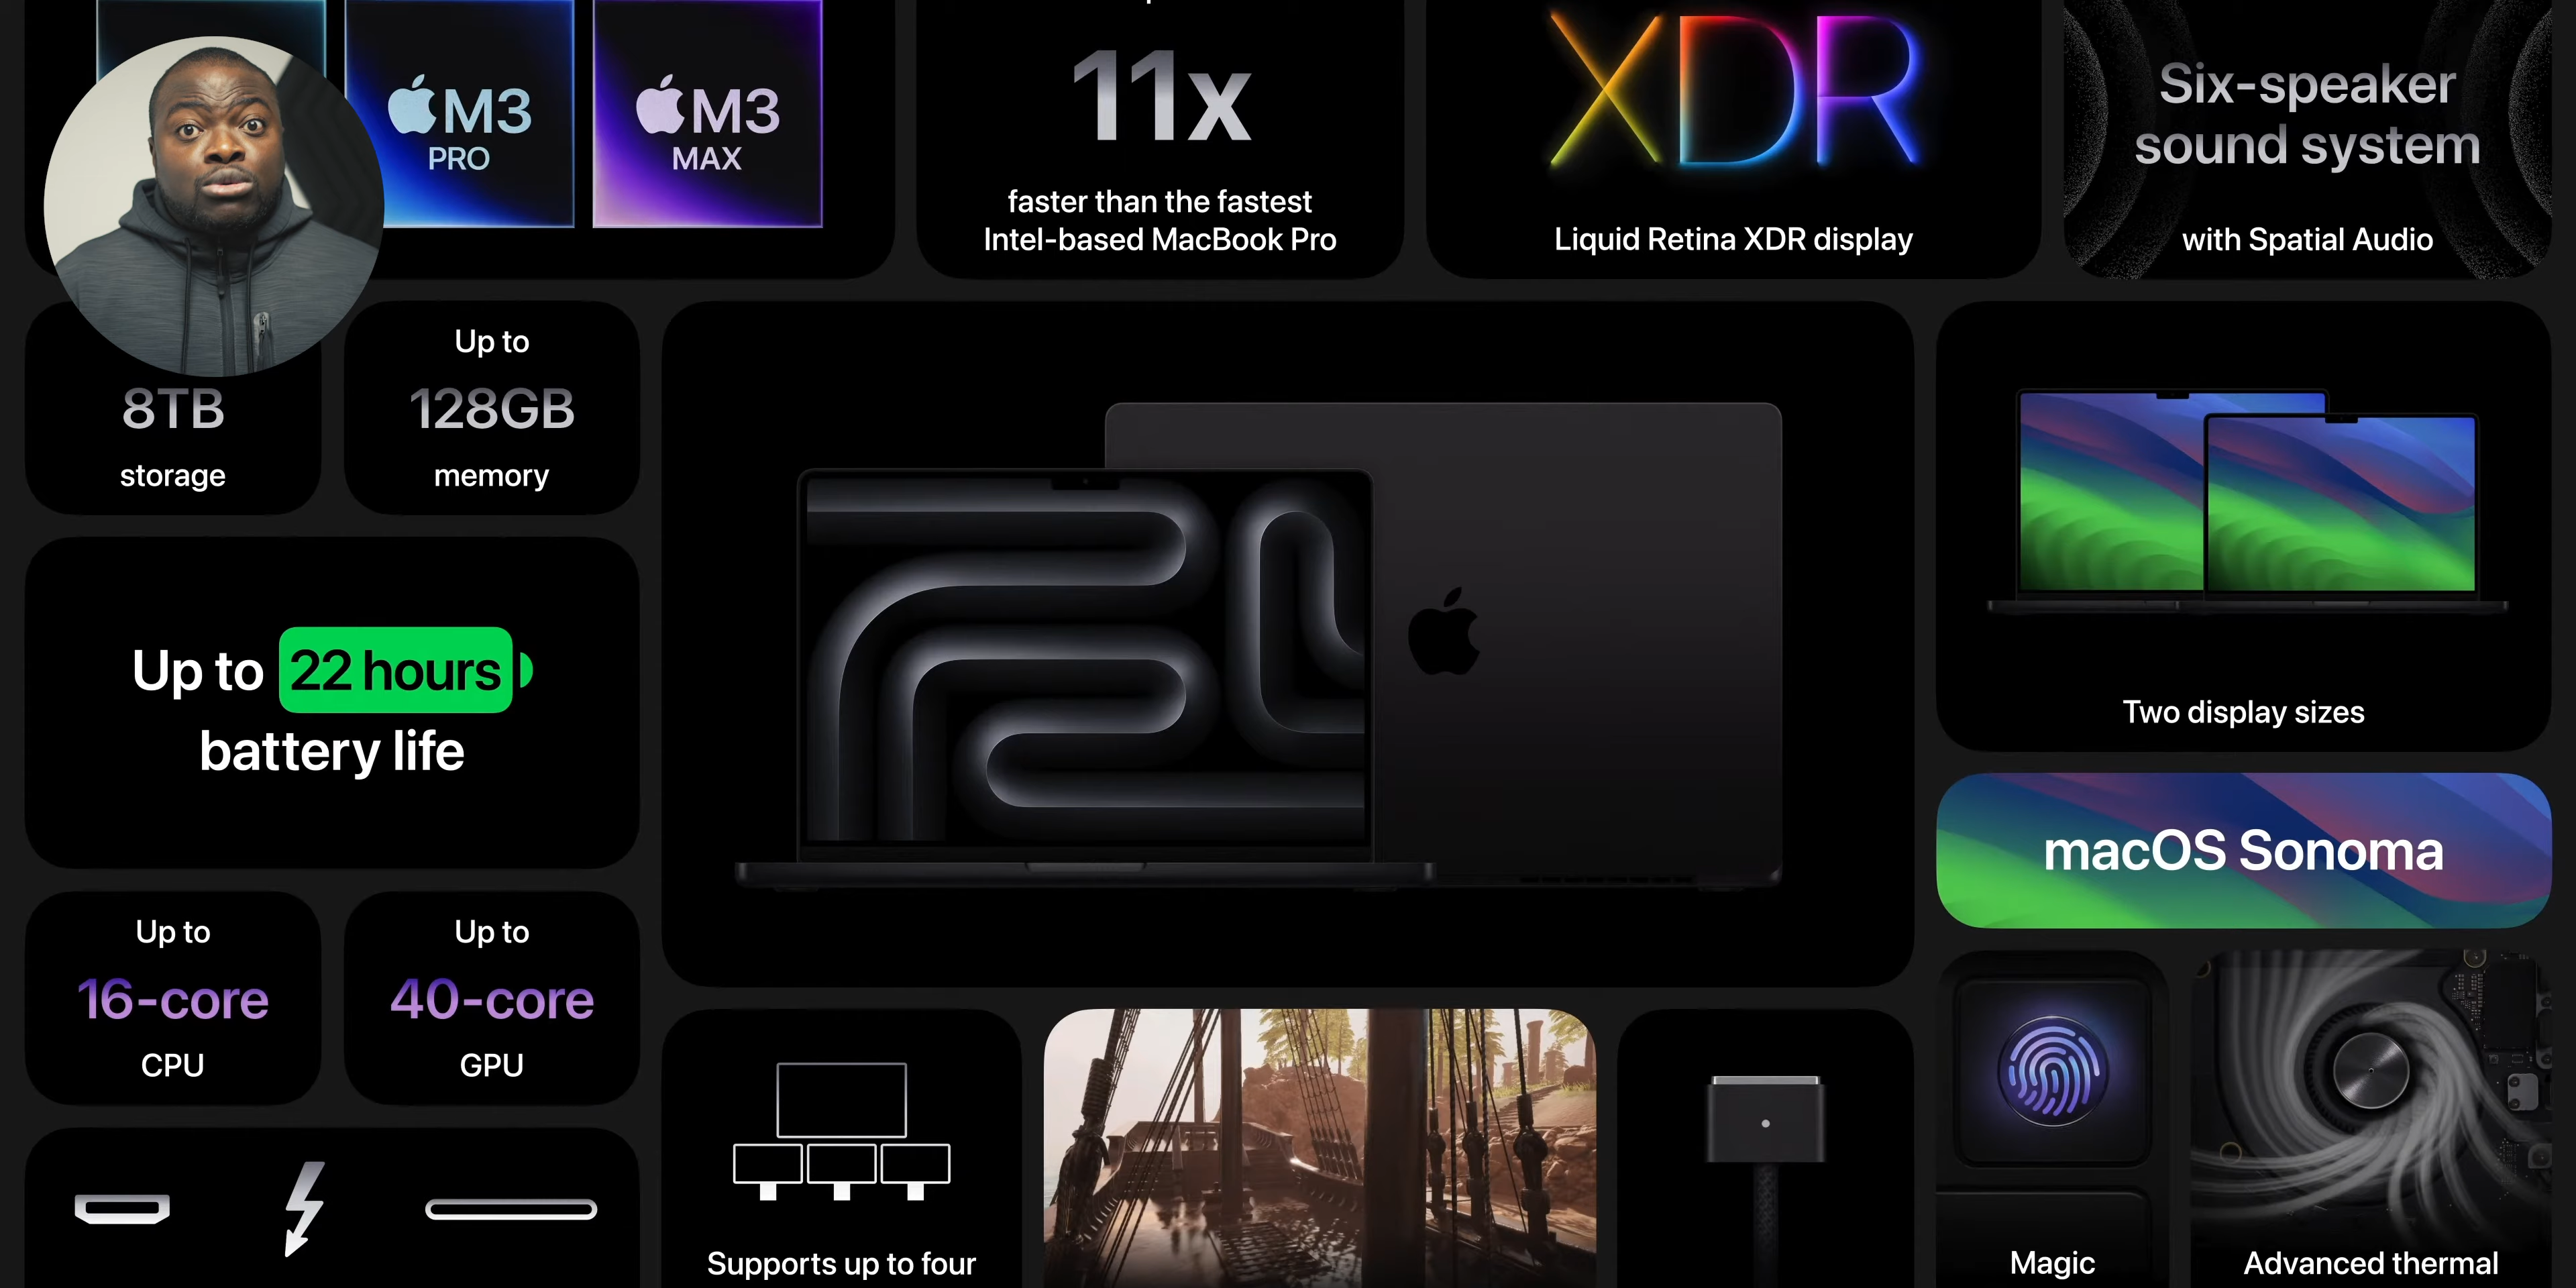 M3
PRO
M3
MAX
11x
faster than the fastest
Intel-based MacBook Pro
XDR
Liquid Retina XDR display
Six-speaker
sound system
with Spatial Audio
8TB
storage
Up to
128GB
memory
Up to 22 hours
battery life
Two display sizes
macOS Sonoma
Up to
16-core
CPU
Up to
40-core
GPU
Supports up to four
Magic
Advanced thermal